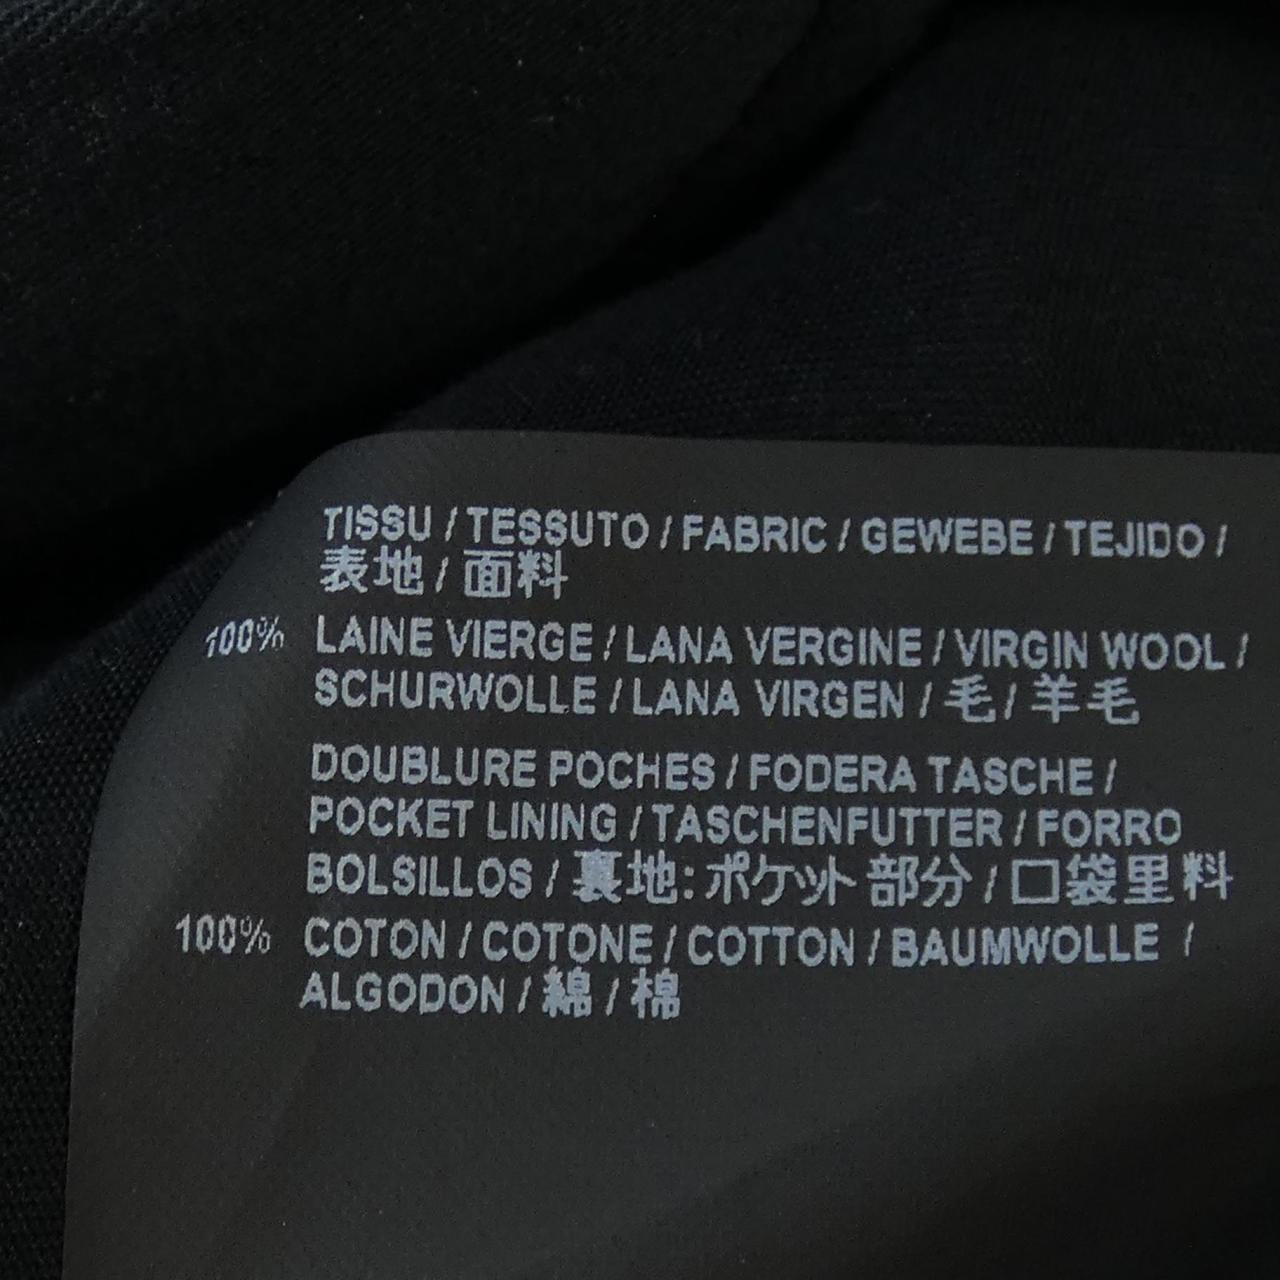 TISSU / TESSUTO / FABRIC / GEWEBE / TEJIDO /
表地 / 面料
100% LAINE VIERGE / LANA VERGINE / VIRGIN WOOL /
SCHURWOLLE / LANA VIRGEN / 毛 / 羊毛
DOUBLURE POCHES / FODERA TASCHE /
POCKET LINING / TASCHENFUTTER / FORRO
BOLSILLOS / 裏地:ポケット部分 / 口袋里料
100% COTON / COTONE / COTTON / BAUMWOLLE /
ALGODON / 綿 / 棉